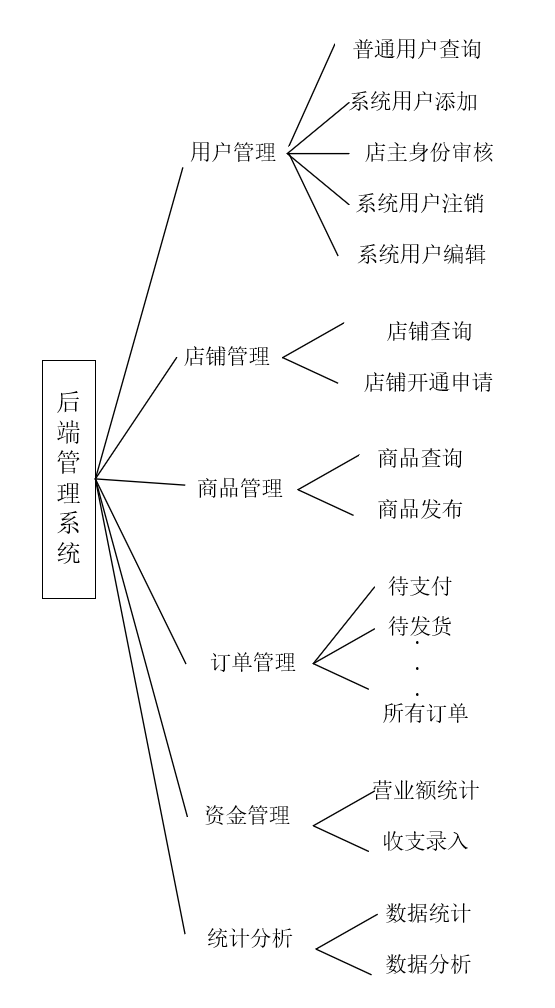 后端管理系统
用户管理
普通用户查询
系统用户添加
店主身份审核
系统用户注销
系统用户编辑
店铺管理
店铺查询
店铺开通申请
商品管理
商品查询
商品发布
订单管理
待支付
待发货
.
.
.
所有订单
资金管理
营业额统计
收支录入
统计分析
数据统计
数据分析